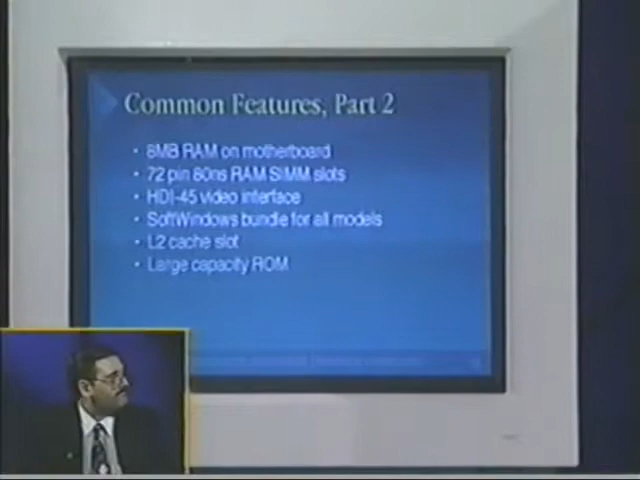 Common Features, Part 2
• 8MB RAM on motherboard
• 72 pin 80ns RAM SIMM slots
• HDI-45 video interface
• SoftWindows bundle for all models
• L2 cache slot
• Large capacity ROM